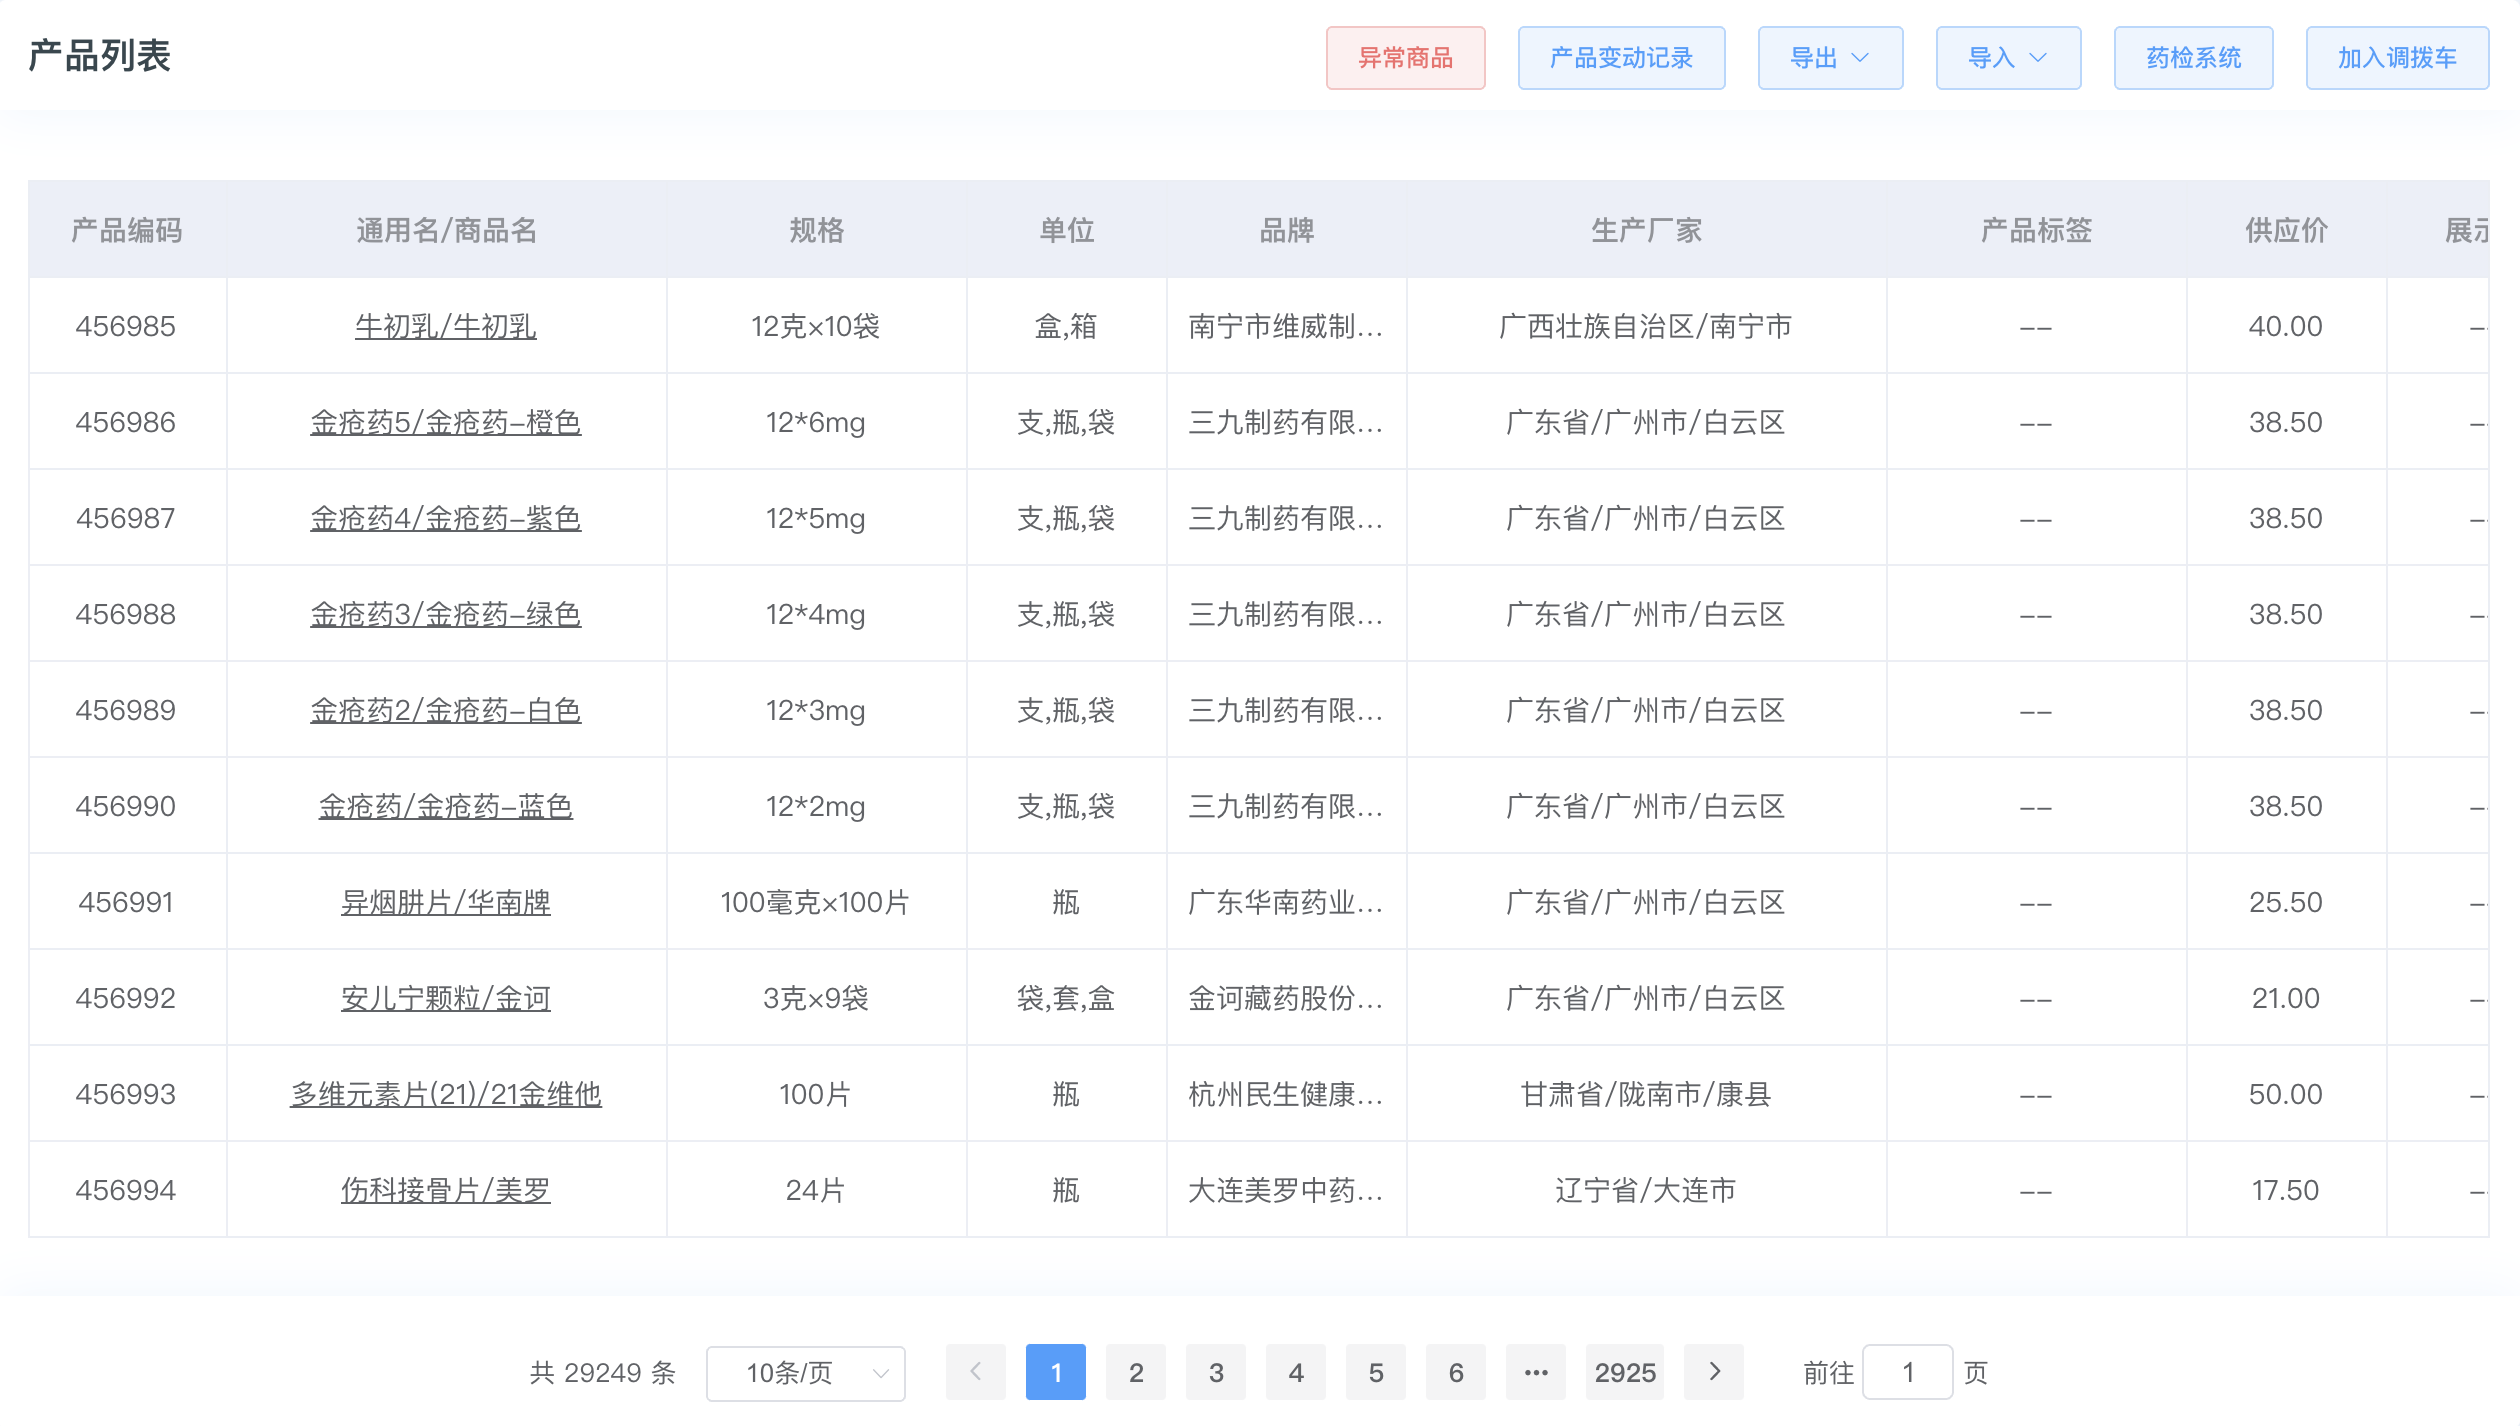 产品列表 异常商品 产品变动记录 导出 导入 药检系统 加入调拨车
产品编码 通用名/商品名 规格 单位 品牌 生产厂家 产品标签 供应价 展示
456985 牛初乳/牛初乳 12克×10袋 盒,箱 南宁市维威制... 广西壮族自治区/南宁市 -- 40.00 -
456986 金疮药5/金疮药-橙色 12*6mg 支,瓶,袋 三九制药有限... 广东省/广州市/白云区 -- 38.50 -
456987 金疮药4/金疮药-紫色 12*5mg 支,瓶,袋 三九制药有限... 广东省/广州市/白云区 -- 38.50 -
456988 金疮药3/金疮药-绿色 12*4mg 支,瓶,袋 三九制药有限... 广东省/广州市/白云区 -- 38.50 -
456989 金疮药2/金疮药-白色 12*3mg 支,瓶,袋 三九制药有限... 广东省/广州市/白云区 -- 38.50 -
456990 金疮药/金疮药-蓝色 12*2mg 支,瓶,袋 三九制药有限... 广东省/广州市/白云区 -- 38.50 -
456991 异烟肼片/华南牌 100毫克×100片 瓶 广东华南药业... 广东省/广州市/白云区 -- 25.50 -
456992 安儿宁颗粒/金诃 3克×9袋 袋,套,盒 金诃藏药股份... 广东省/广州市/白云区 -- 21.00 -
456993 多维元素片(21)/21金维他 100片 瓶 杭州民生健康... 甘肃省/陇南市/康县 -- 50.00 -
456994 伤科接骨片/美罗 24片 瓶 大连美罗中药... 辽宁省/大连市 -- 17.50 -
共 29249 条 10条/页 1 2 3 4 5 6 ... 2925 前往 1 页